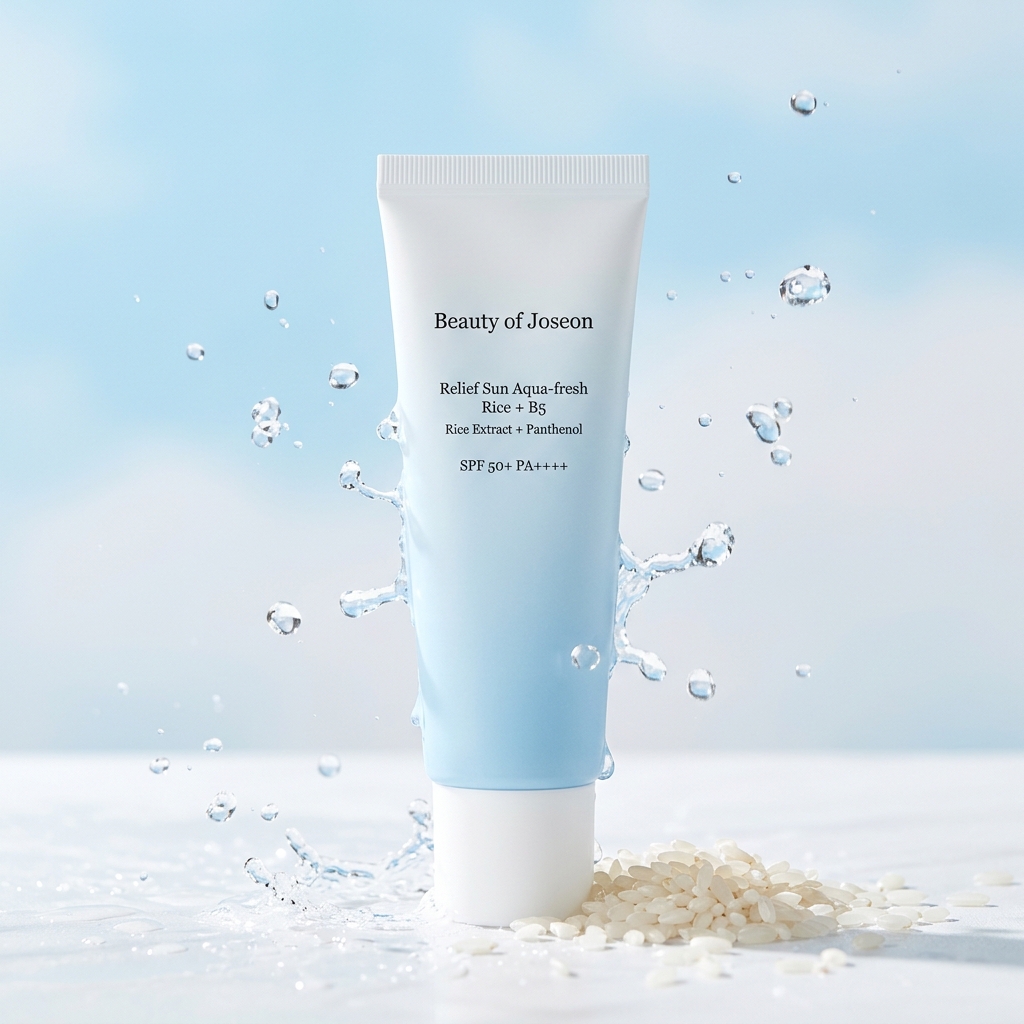 Beauty of Joseon
Relief Sun Aqua-fresh
Rice + B5
Rice Extract + Panthenol
SPF 50+ PA++++